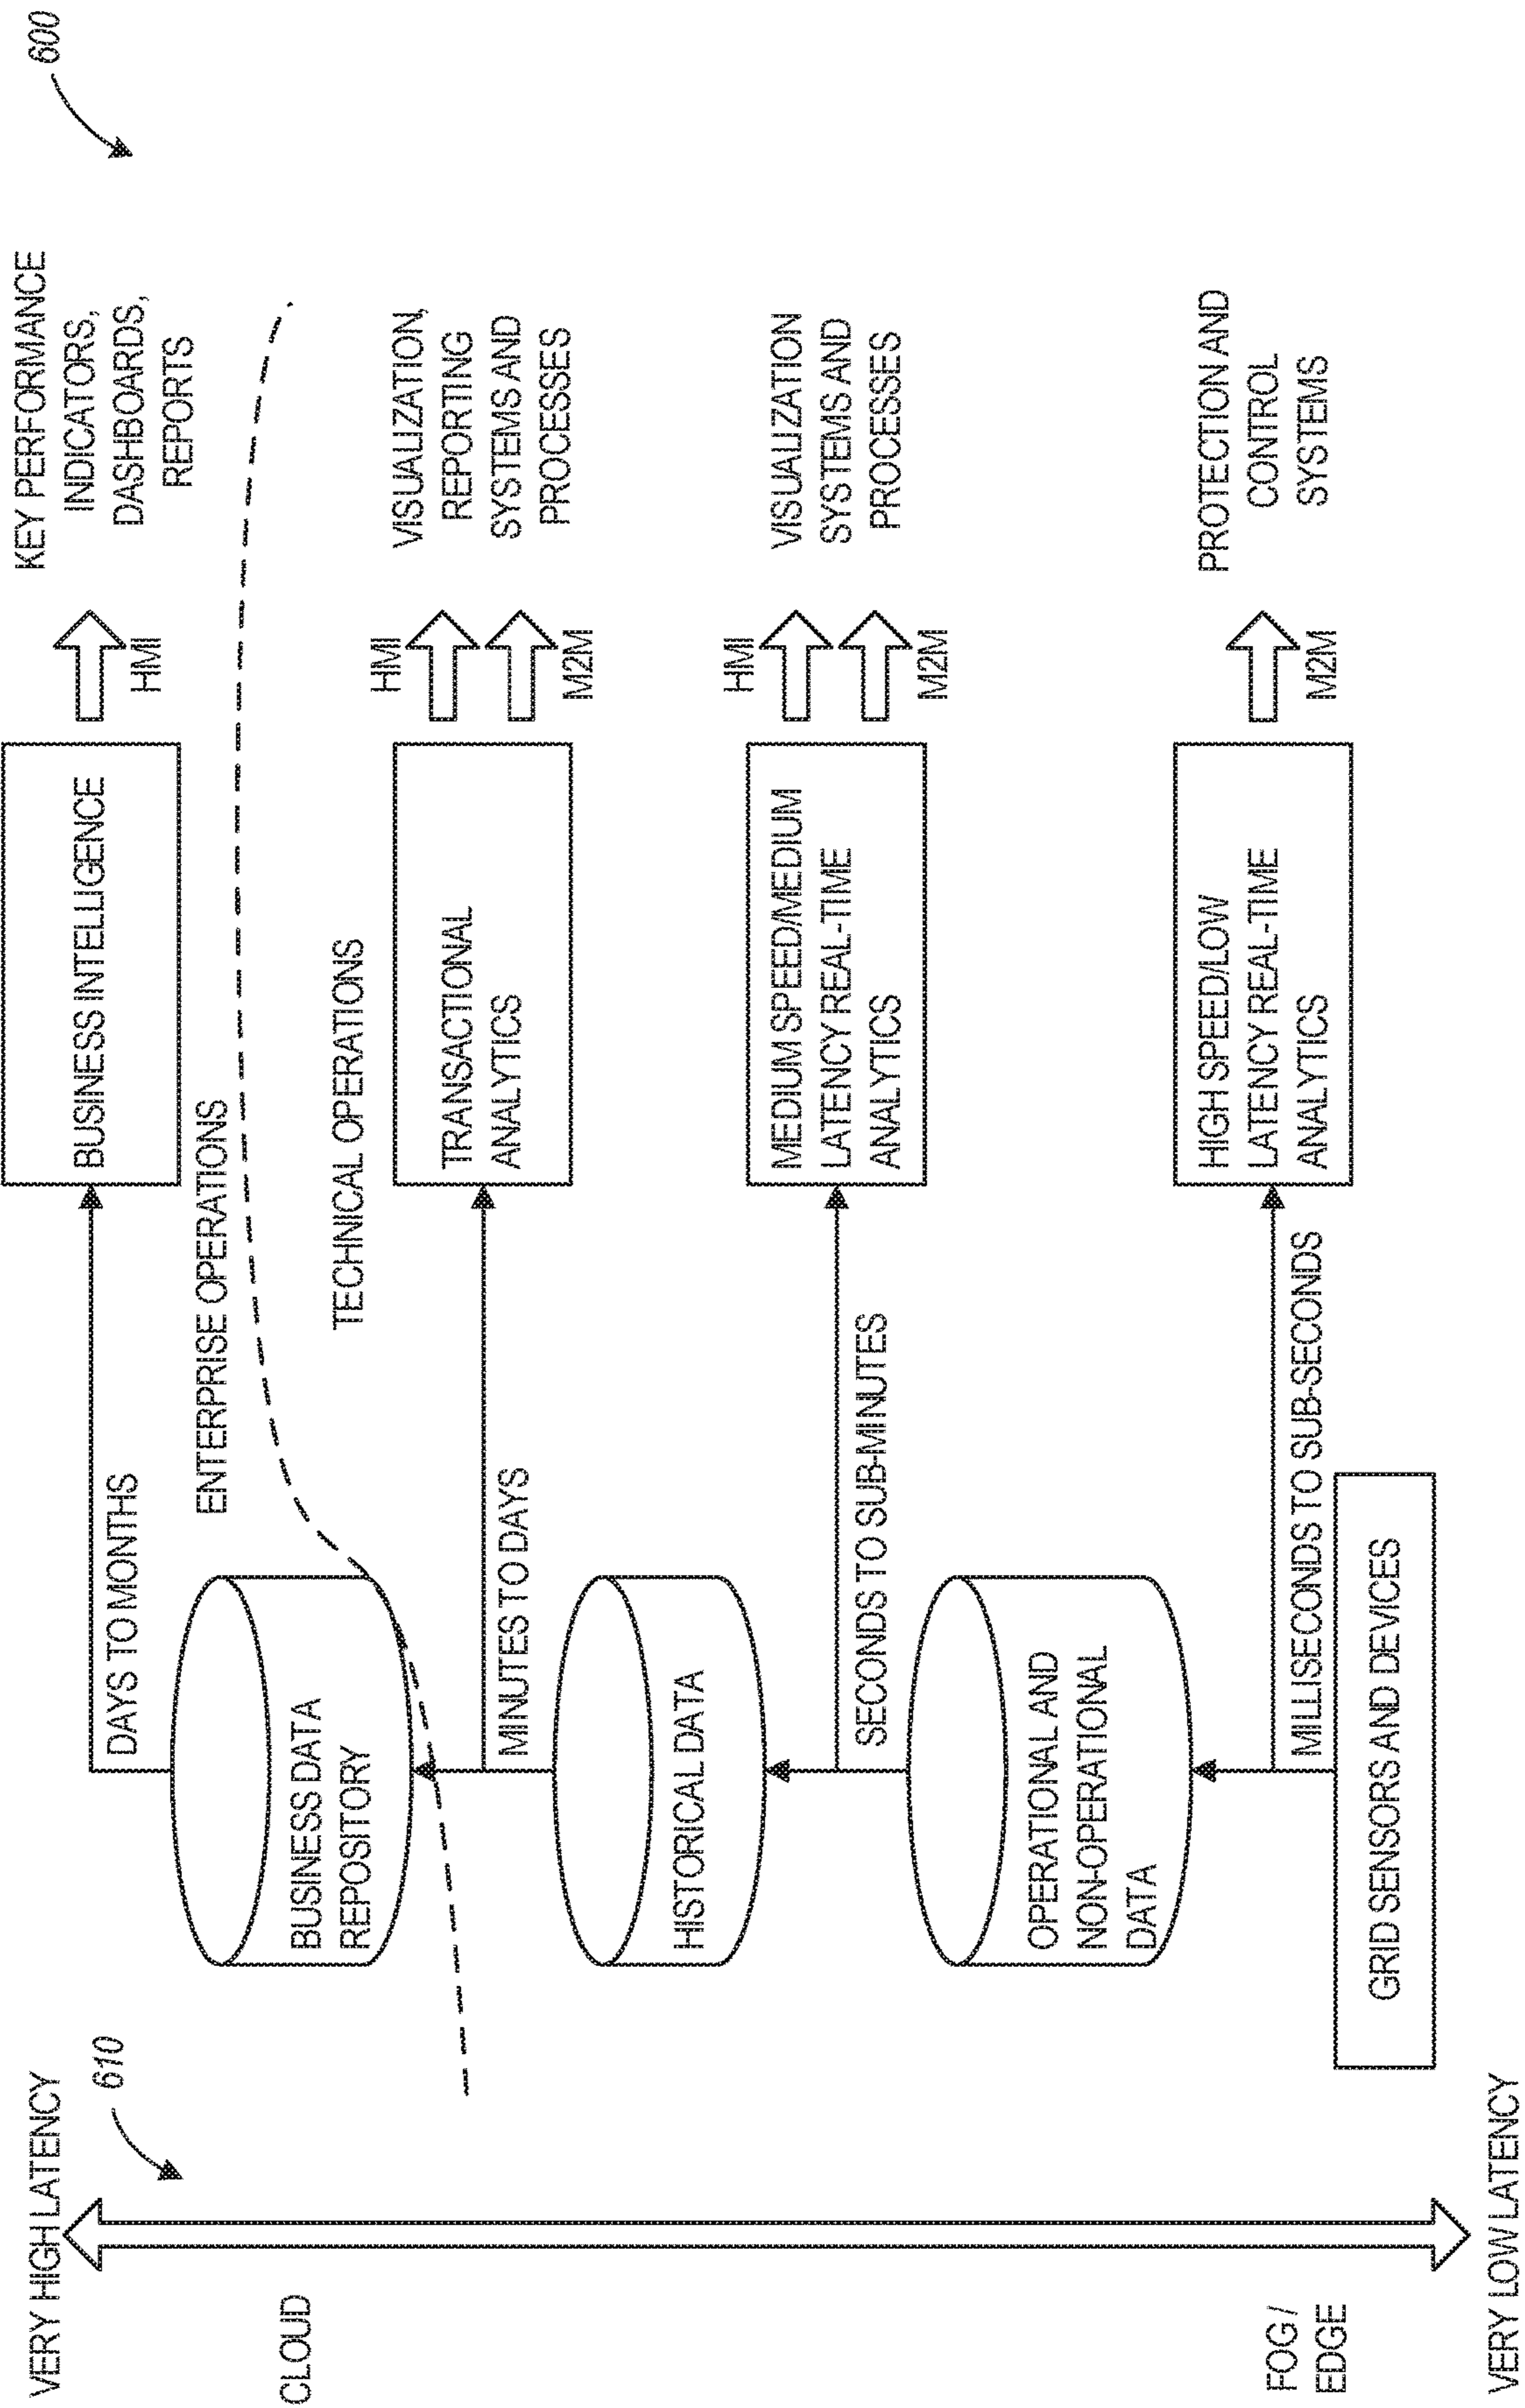 600
VERY HIGH LATENCY
610
CLOUD
FOG /
EDGE
VERY LOW LATENCY
DAYS TO MONTHS
BUSINESS INTELLIGENCE
HMI
KEY PERFORMANCE
INDICATORS,
DASHBOARDS,
REPORTS
BUSINESS DATA
REPOSITORY
ENTERPRISE OPERATIONS
TECHNICAL OPERATIONS
MINUTES TO DAYS
TRANSACTIONAL
ANALYTICS
HMI
M2M
VISUALIZATION,
REPORTING
SYSTEMS AND
PROCESSES
HISTORICAL DATA
SECONDS TO SUB-MINUTES
MEDIUM SPEED/MEDIUM
LATENCY REAL-TIME
ANALYTICS
HMI
M2M
VISUALIZATION
SYSTEMS AND
PROCESSES
OPERATIONAL AND
NON-OPERATIONAL
DATA
MILLISECONDS TO SUB-SECONDS
HIGH SPEED/LOW
LATENCY REAL-TIME
ANALYTICS
M2M
PROTECTION AND
CONTROL
SYSTEMS
GRID SENSORS AND DEVICES